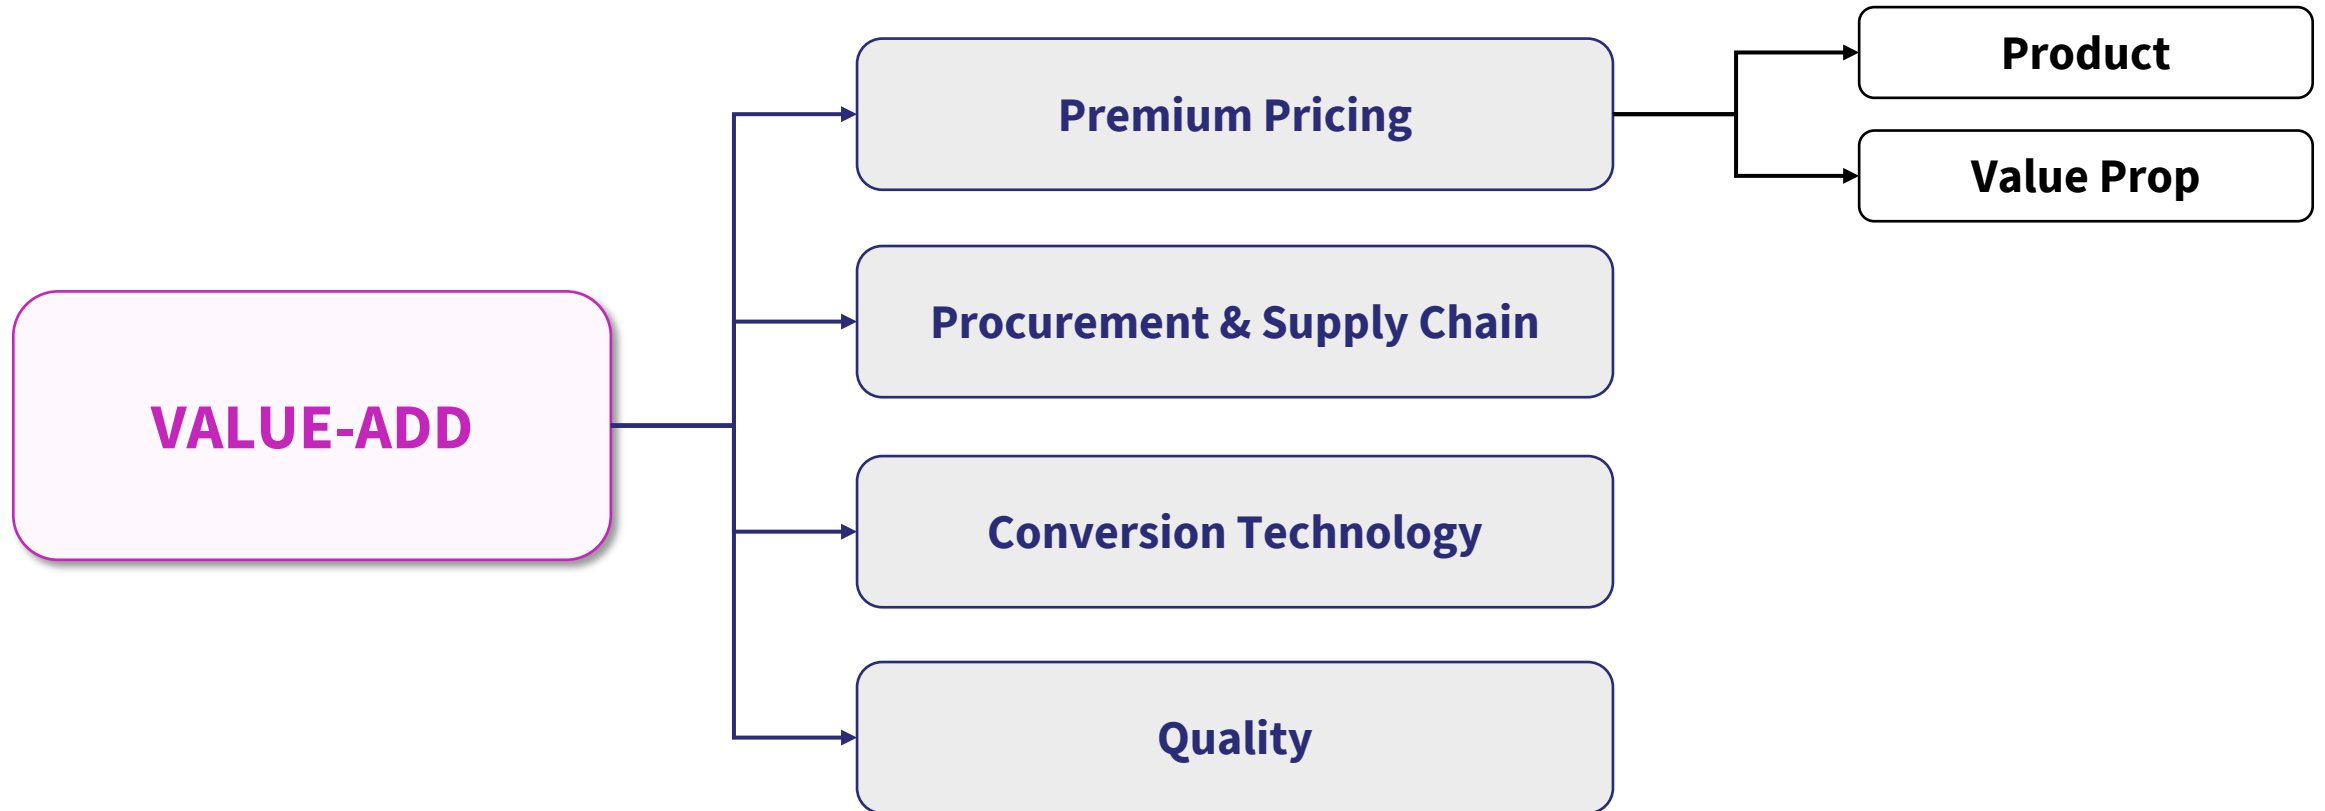 VALUE-ADD
Premium Pricing
Product
Value Prop
Procurement & Supply Chain
Conversion Technology
Quality